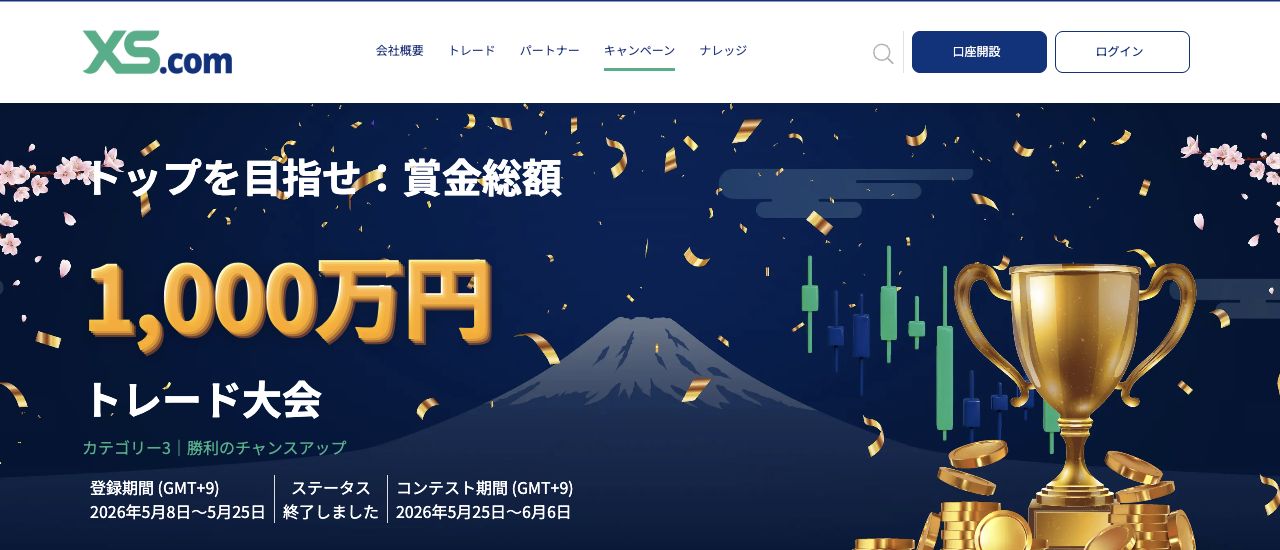 XS.com
会社概要
トレード
パートナー
キャンペーン
ナレッジ
口座開設
ログイン
トップを目指せ：賞金総額
1,000万円
トレード大会
カテゴリー3｜勝利のチャンスアップ
登録期間 (GMT+9)
2026年5月8日～5月25日
ステータス
終了しました
コンテスト期間 (GMT+9)
2026年5月25日～6月6日